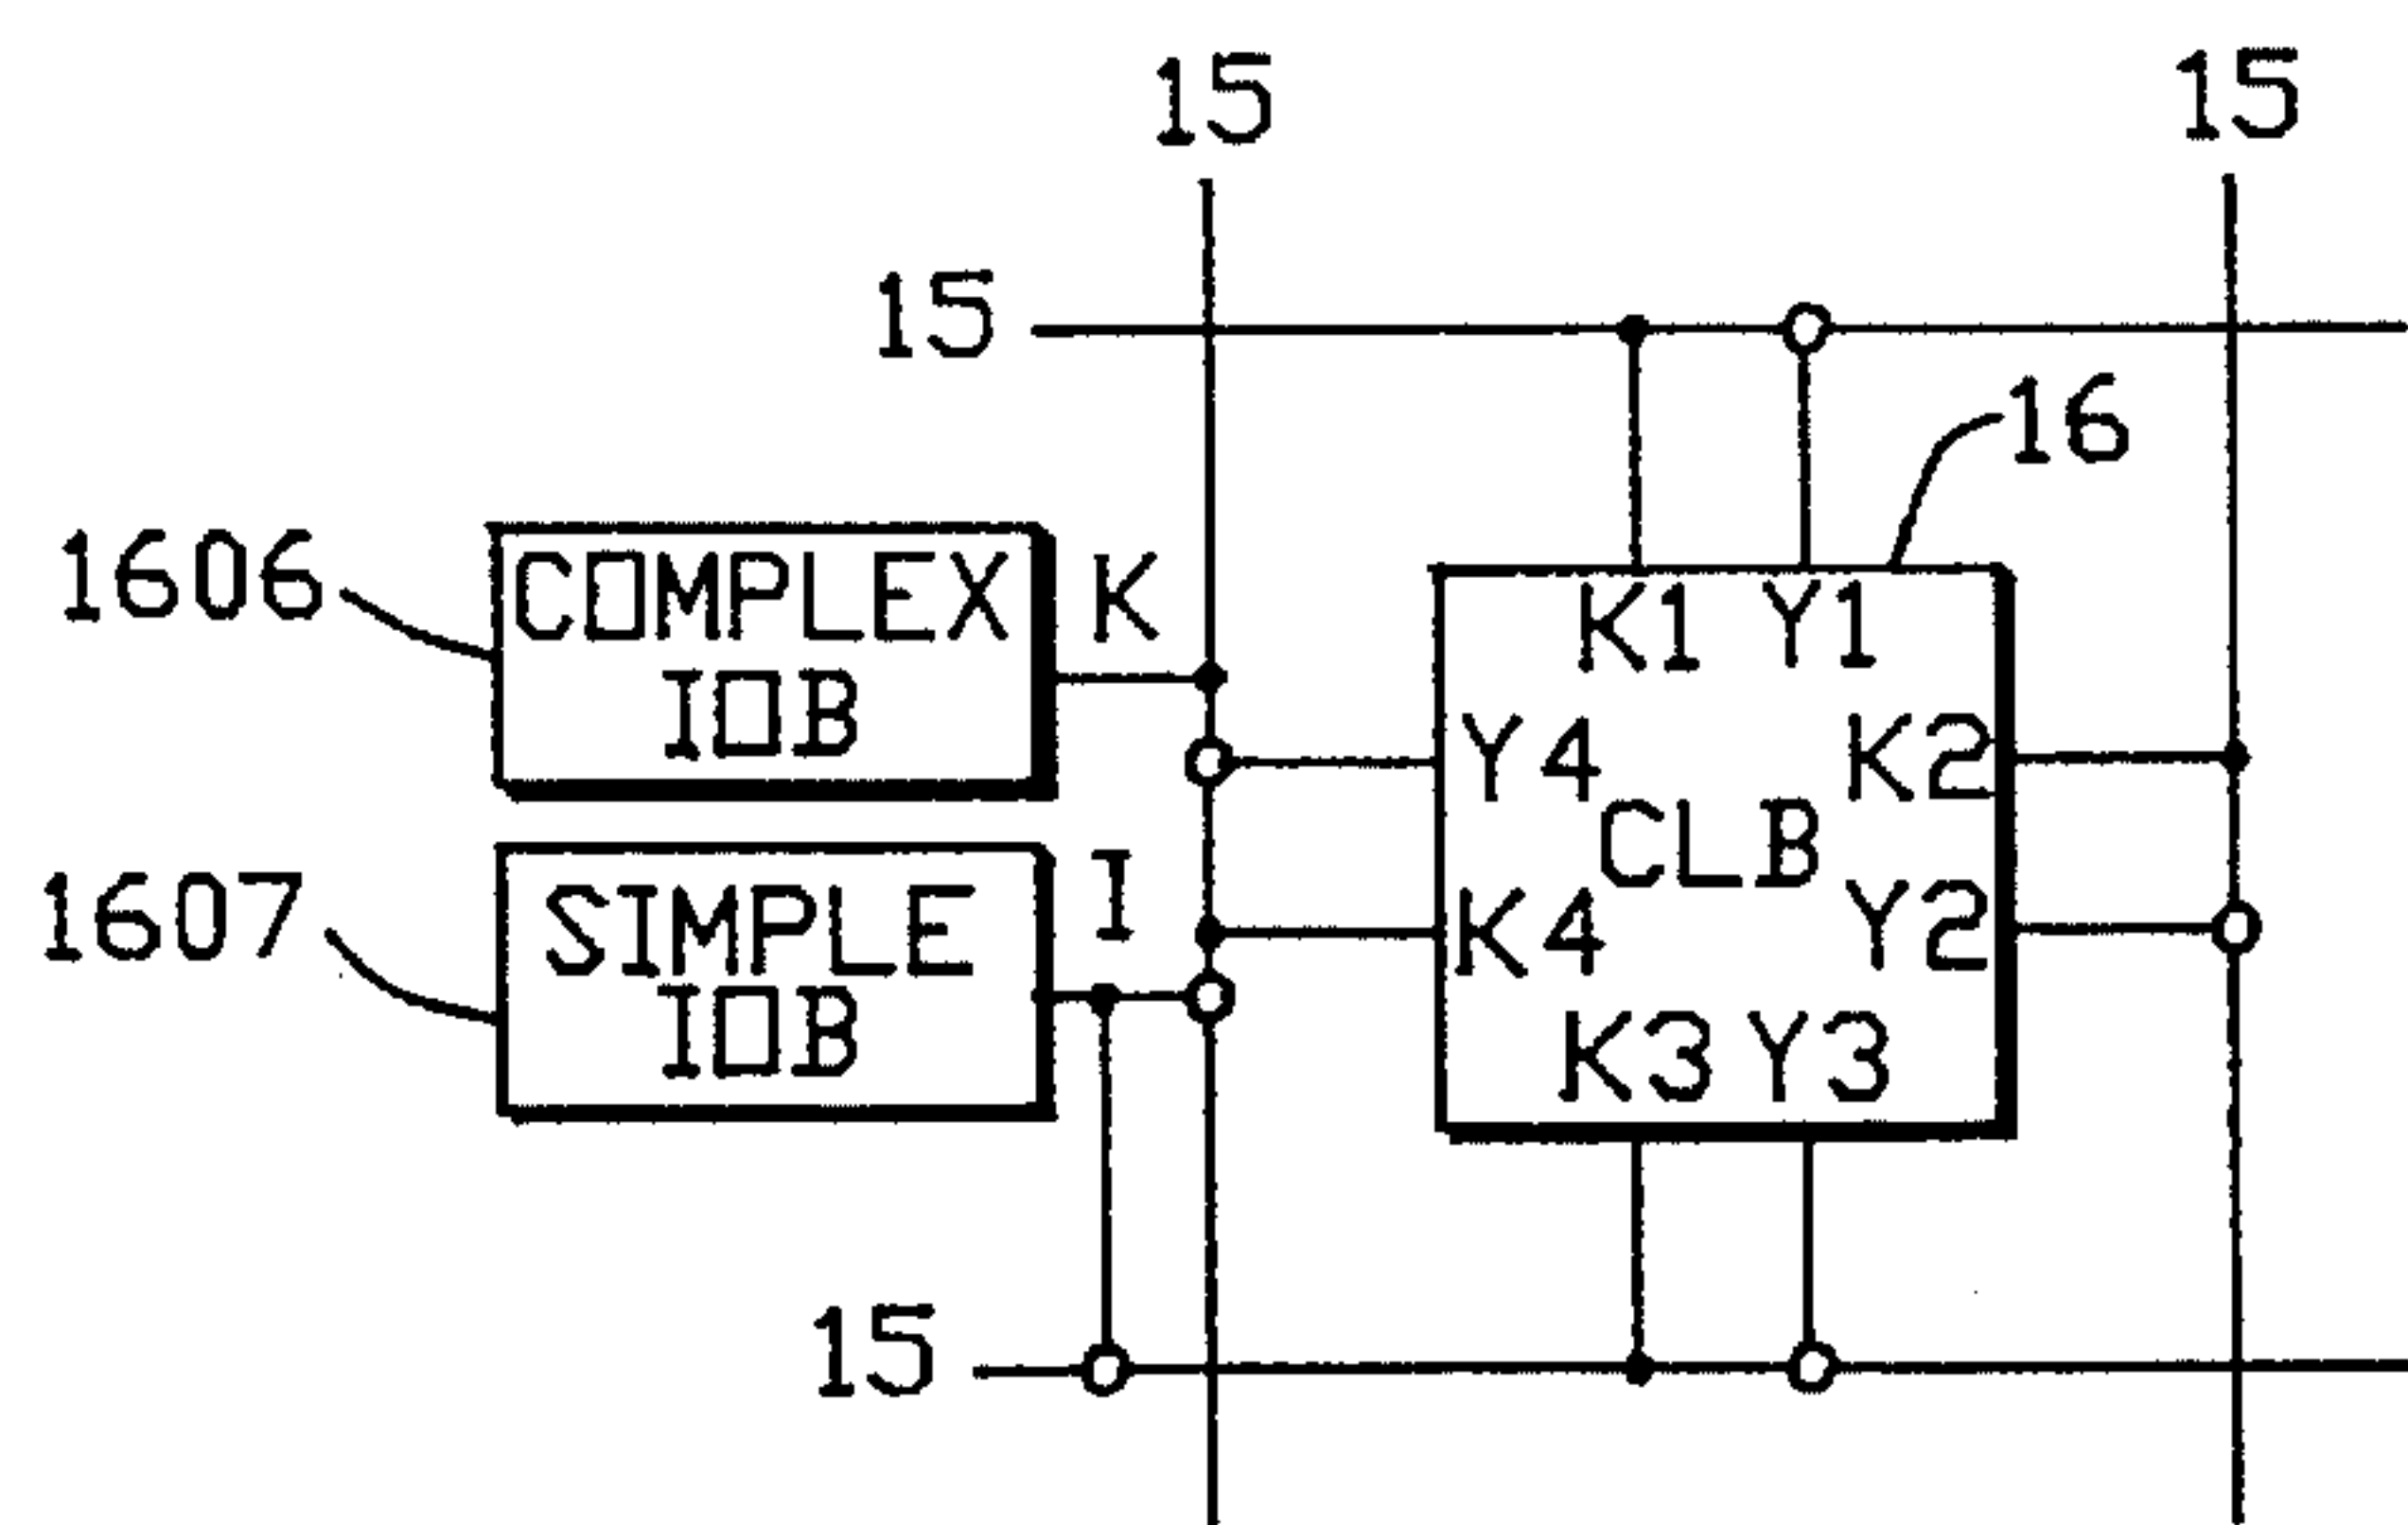 15
15
15
16
1606
COMPLEX
IOB
K
K1 Y1
Y4
K2
CLB
1607
SIMPLE
IOB
I
K4
Y2
K3 Y3
15